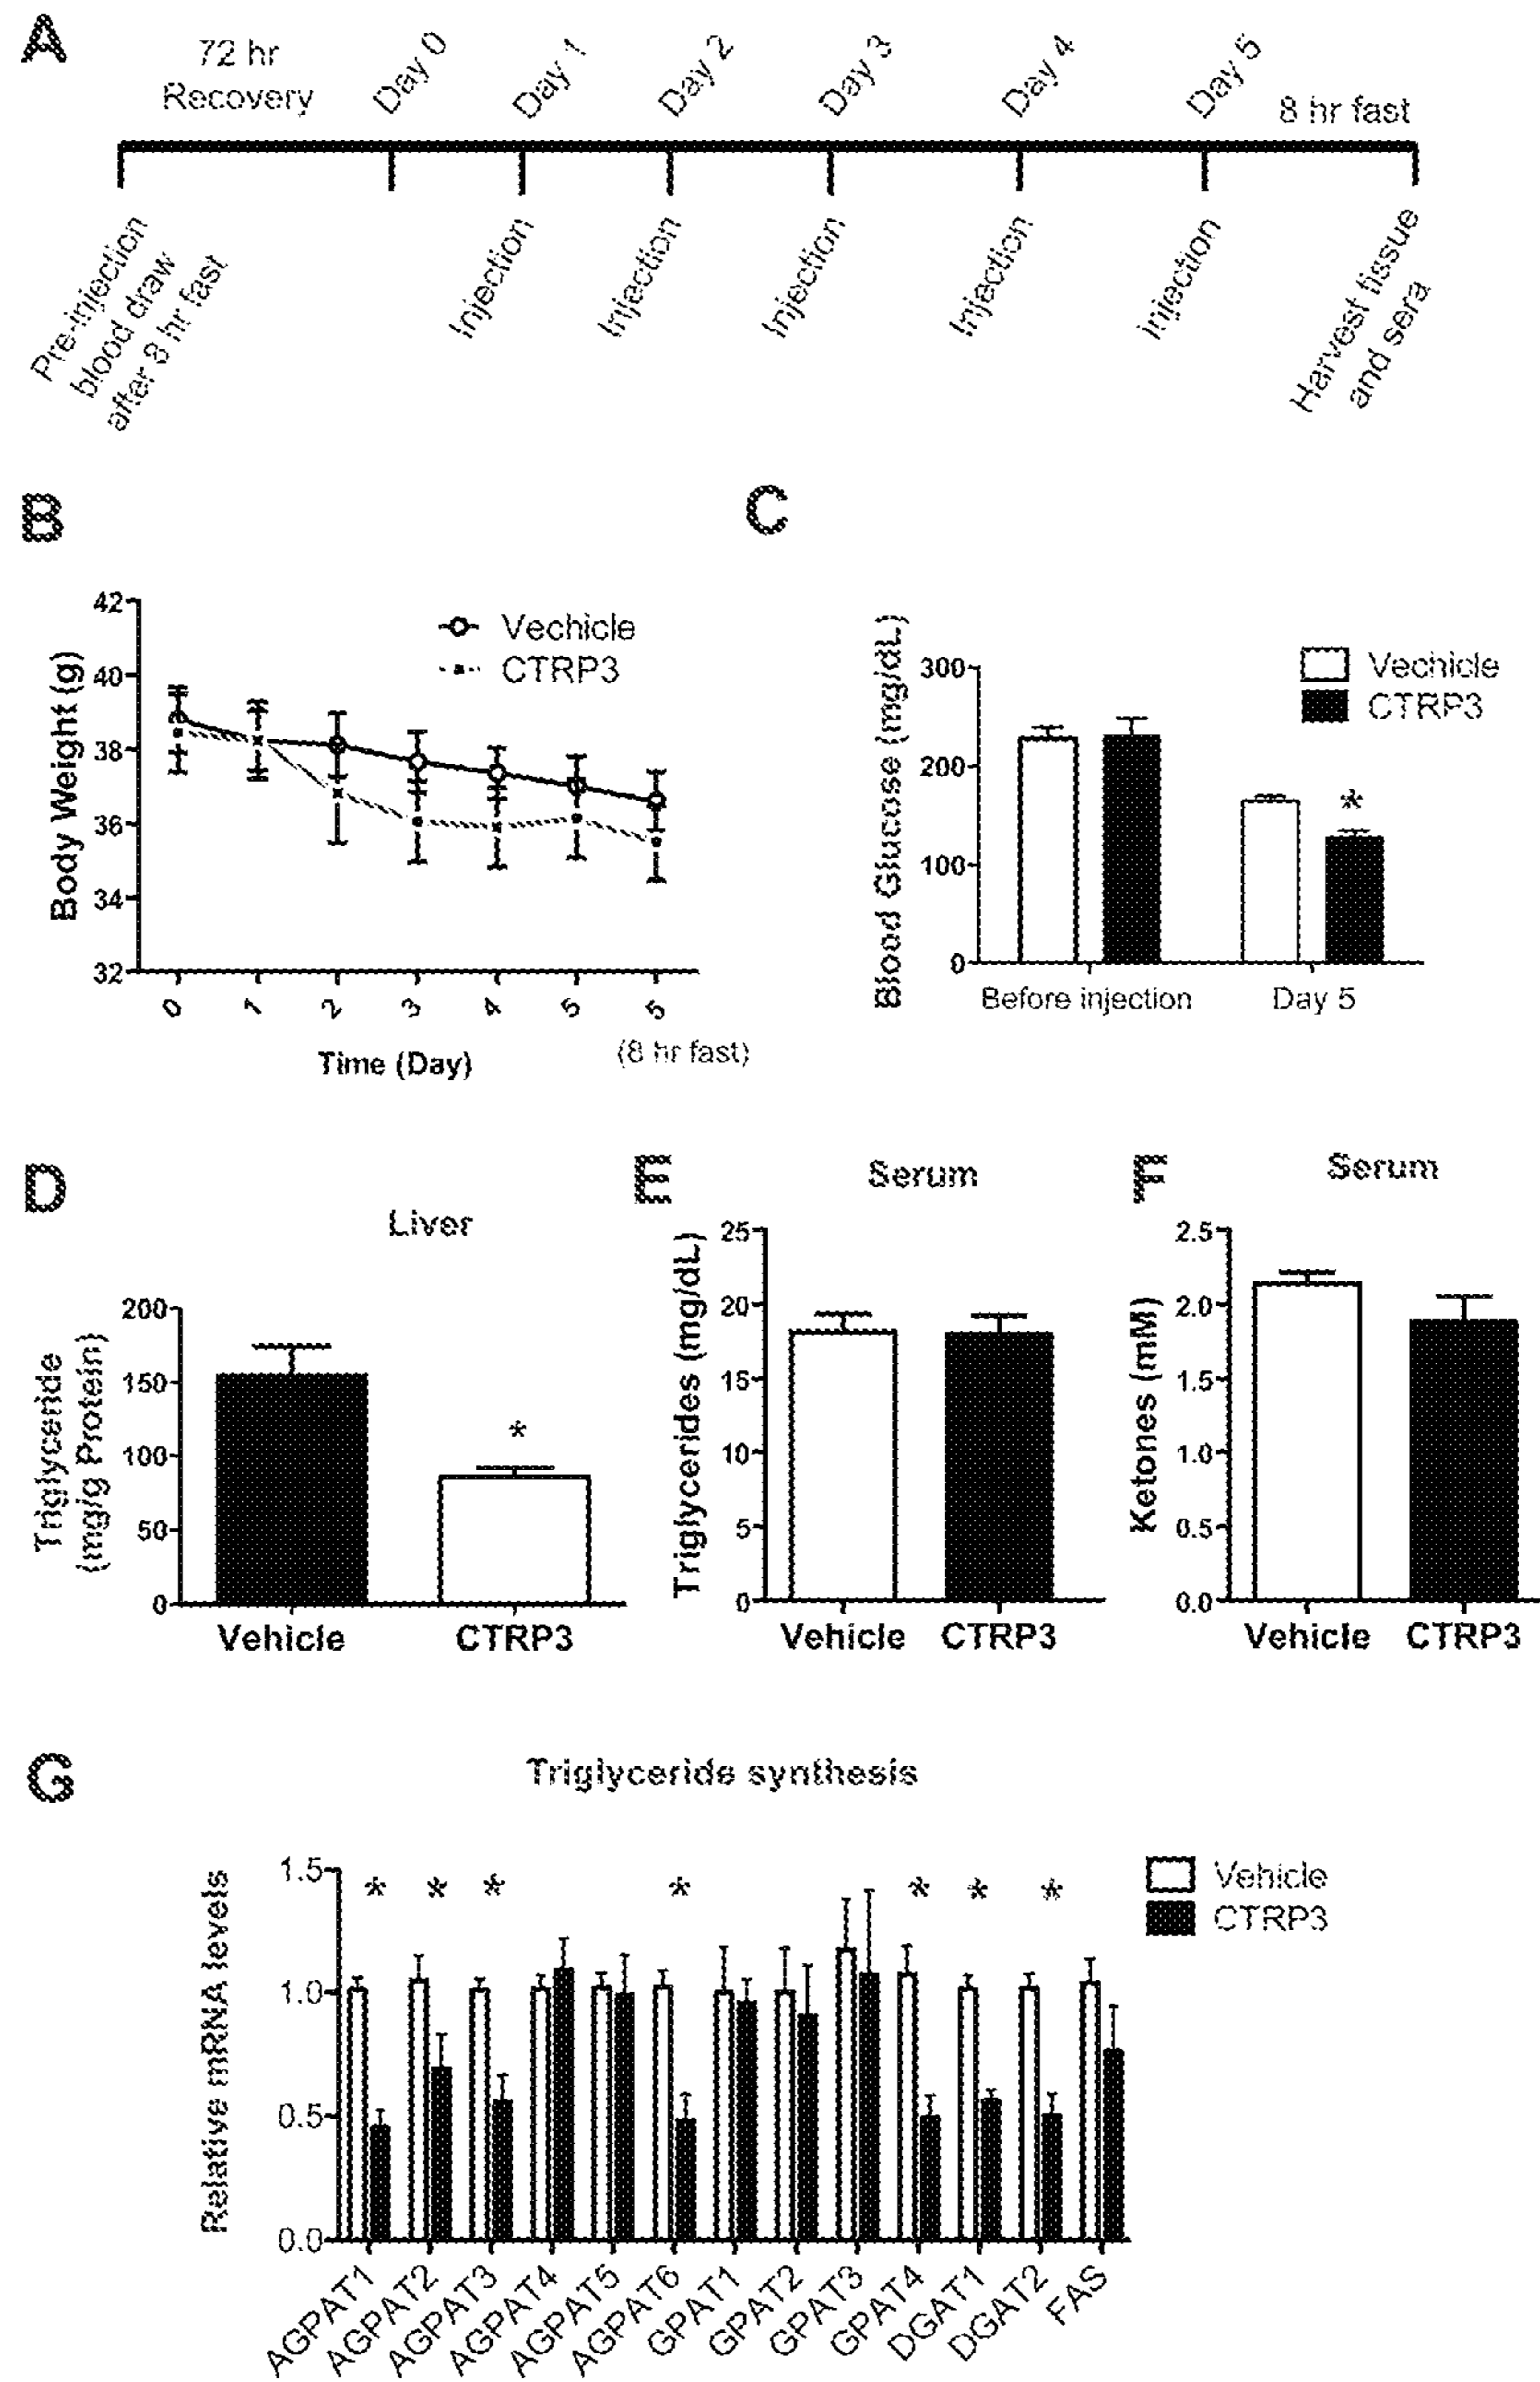 A
72 hr
Recovery
Day 0
Day 1
Day 2
Day 3
Day 4
Day 5
8 hr fast
Pre-injection
blood draw
after 8 hr fast
Injection
Injection
Injection
Injection
injection
Harvest tissue
and sera
B
Body Weight (g)
42
40
38
36
34
32
Vechicle
CTRP3
0
1
2
3
4
5
5
(8 hr fast)
Time (Day)
C
Blood Glucose (mg/dL)
300
200
100
0
Vechicle
CTRP3
*
Before injection
Day 5
D
Liver
Triglyceride
(mg/g Protein)
200
150
100
50
0
*
Vehicle
CTRP3
E
Serum
Triglycerides (mg/dL)
25
20
15
10
5
0
Vehicle
CTRP3
F
Serum
Ketones (mM)
2.5
2.0
1.5
1.0
0.5
0.0
Vehicle
CTRP3
G
Triglyceride synthesis
Relative mRNA levels
1.5
1.0
0.5
0.0
* * * * * * *
Vehicle
CTRP3
AGPAT1
AGPAT2
AGPAT3
AGPAT4
AGPAT5
AGPAT6
GPAT1
GPAT2
GPAT3
GPAT4
DGAT1
DGAT2
FAS